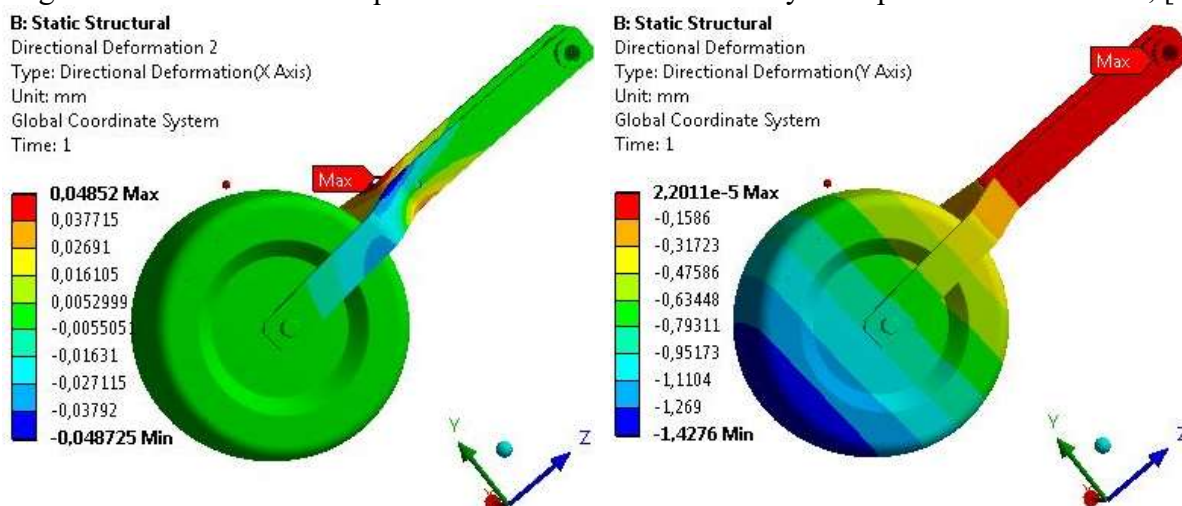 B: Static Structural
Directional Deformation 2
Type: Directional Deformation(X Axis)
Unit: mm
Global Coordinate System
Time: 1
Max
0,04852 Max
0,037715
0,02691
0,016105
0,0052999
-0,0055051
-0,01631
-0,027115
-0,03792
-0,048725 Min
Y
Z
B: Static Structural
Directional Deformation
Type: Directional Deformation(Y Axis)
Unit: mm
Global Coordinate System
Time: 1
Max
2,2011e-5 Max
-0,1586
-0,31723
-0,47586
-0,63448
-0,79311
-0,95173
-1,1104
-1,269
-1,4276 Min
Y
Z